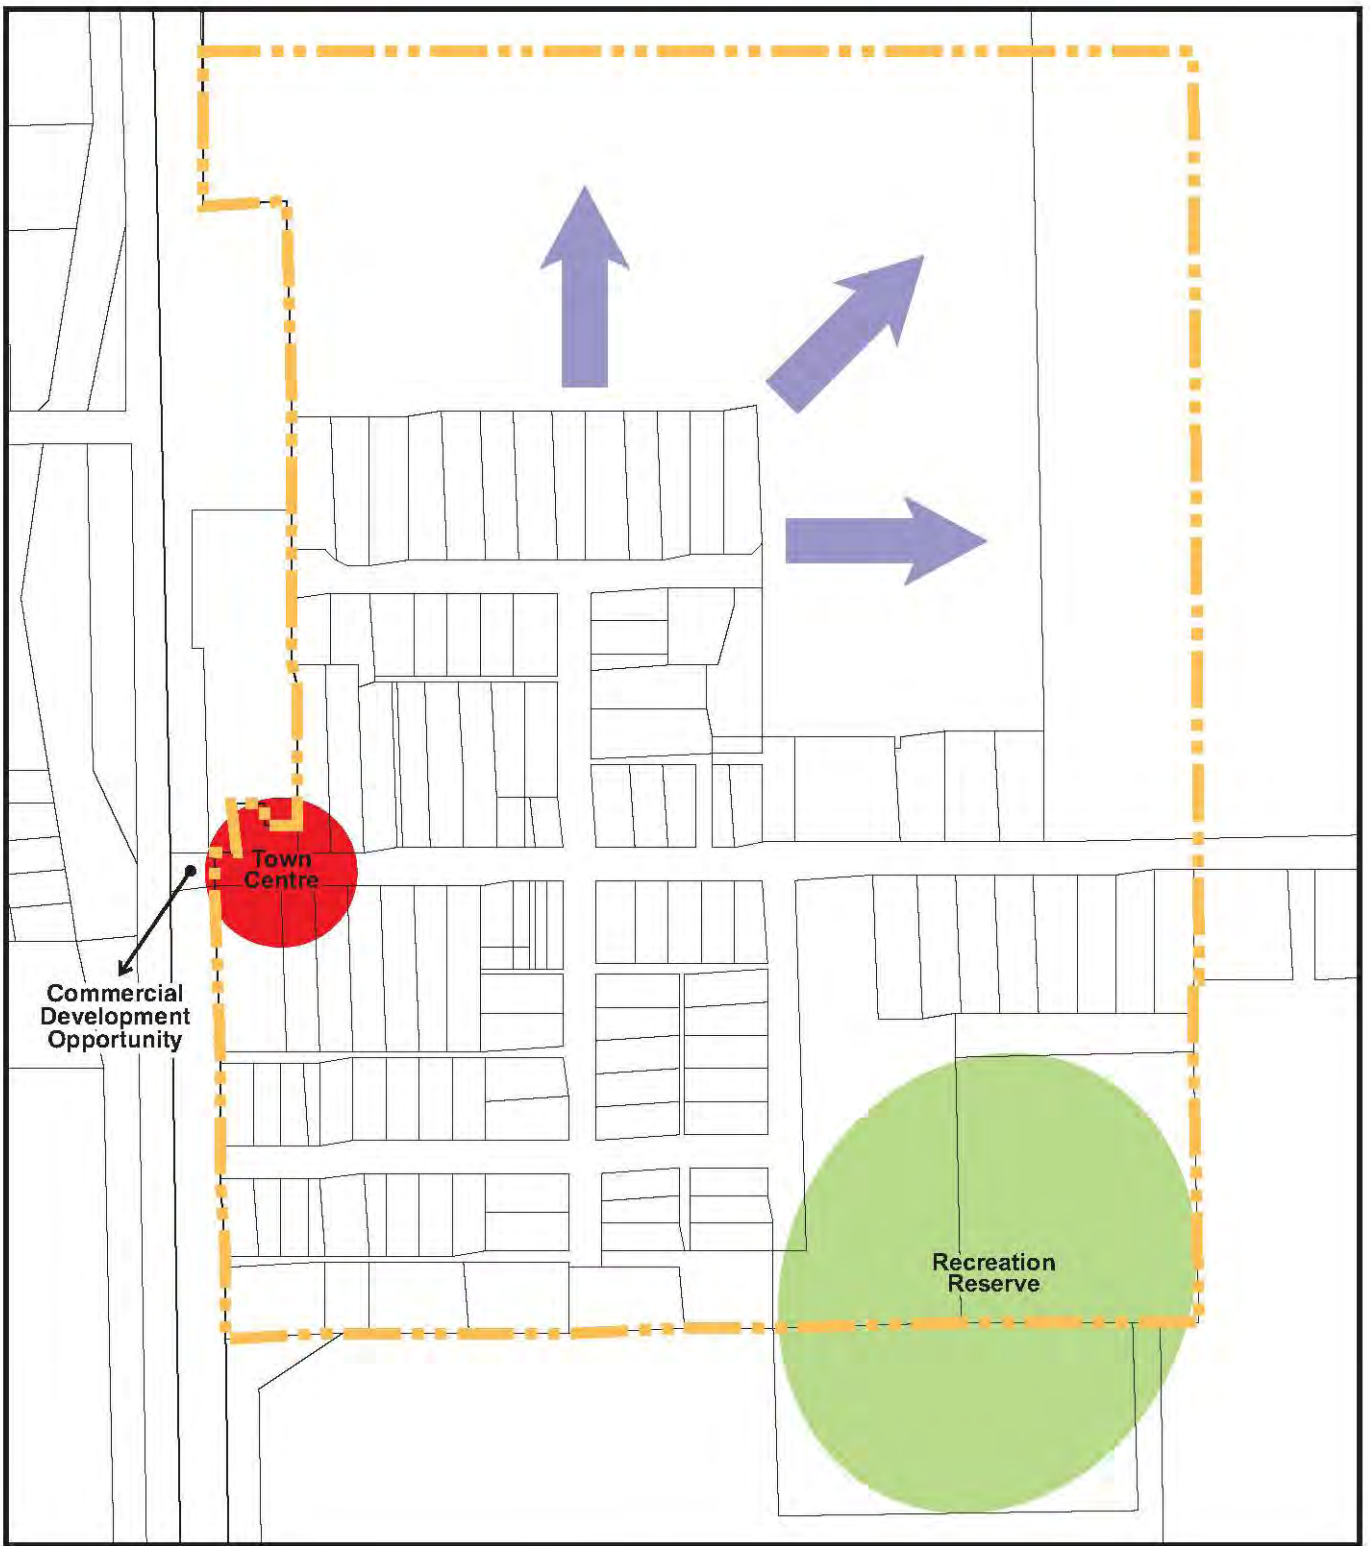 Town
Centre
Commercial
Development
Opportunity
Recreation
Reserve